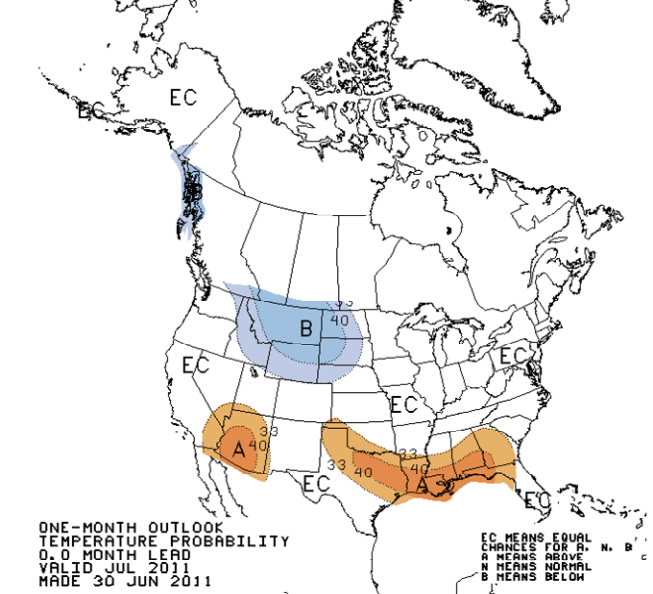 EC
EC
B
33
40
B
EC
EC
EC
33
40
A
33
40
33
40
A
EC
EC
ONE-MONTH OUTLOOK
TEMPERATURE PROBABILITY
0.0 MONTH LEAD
VALID JUL 2011
MADE 30 JUN 2011
EC MEANS EQUAL
CHANCES FOR A, N, B
A MEANS ABOVE
N MEANS NORMAL
B MEANS BELOW